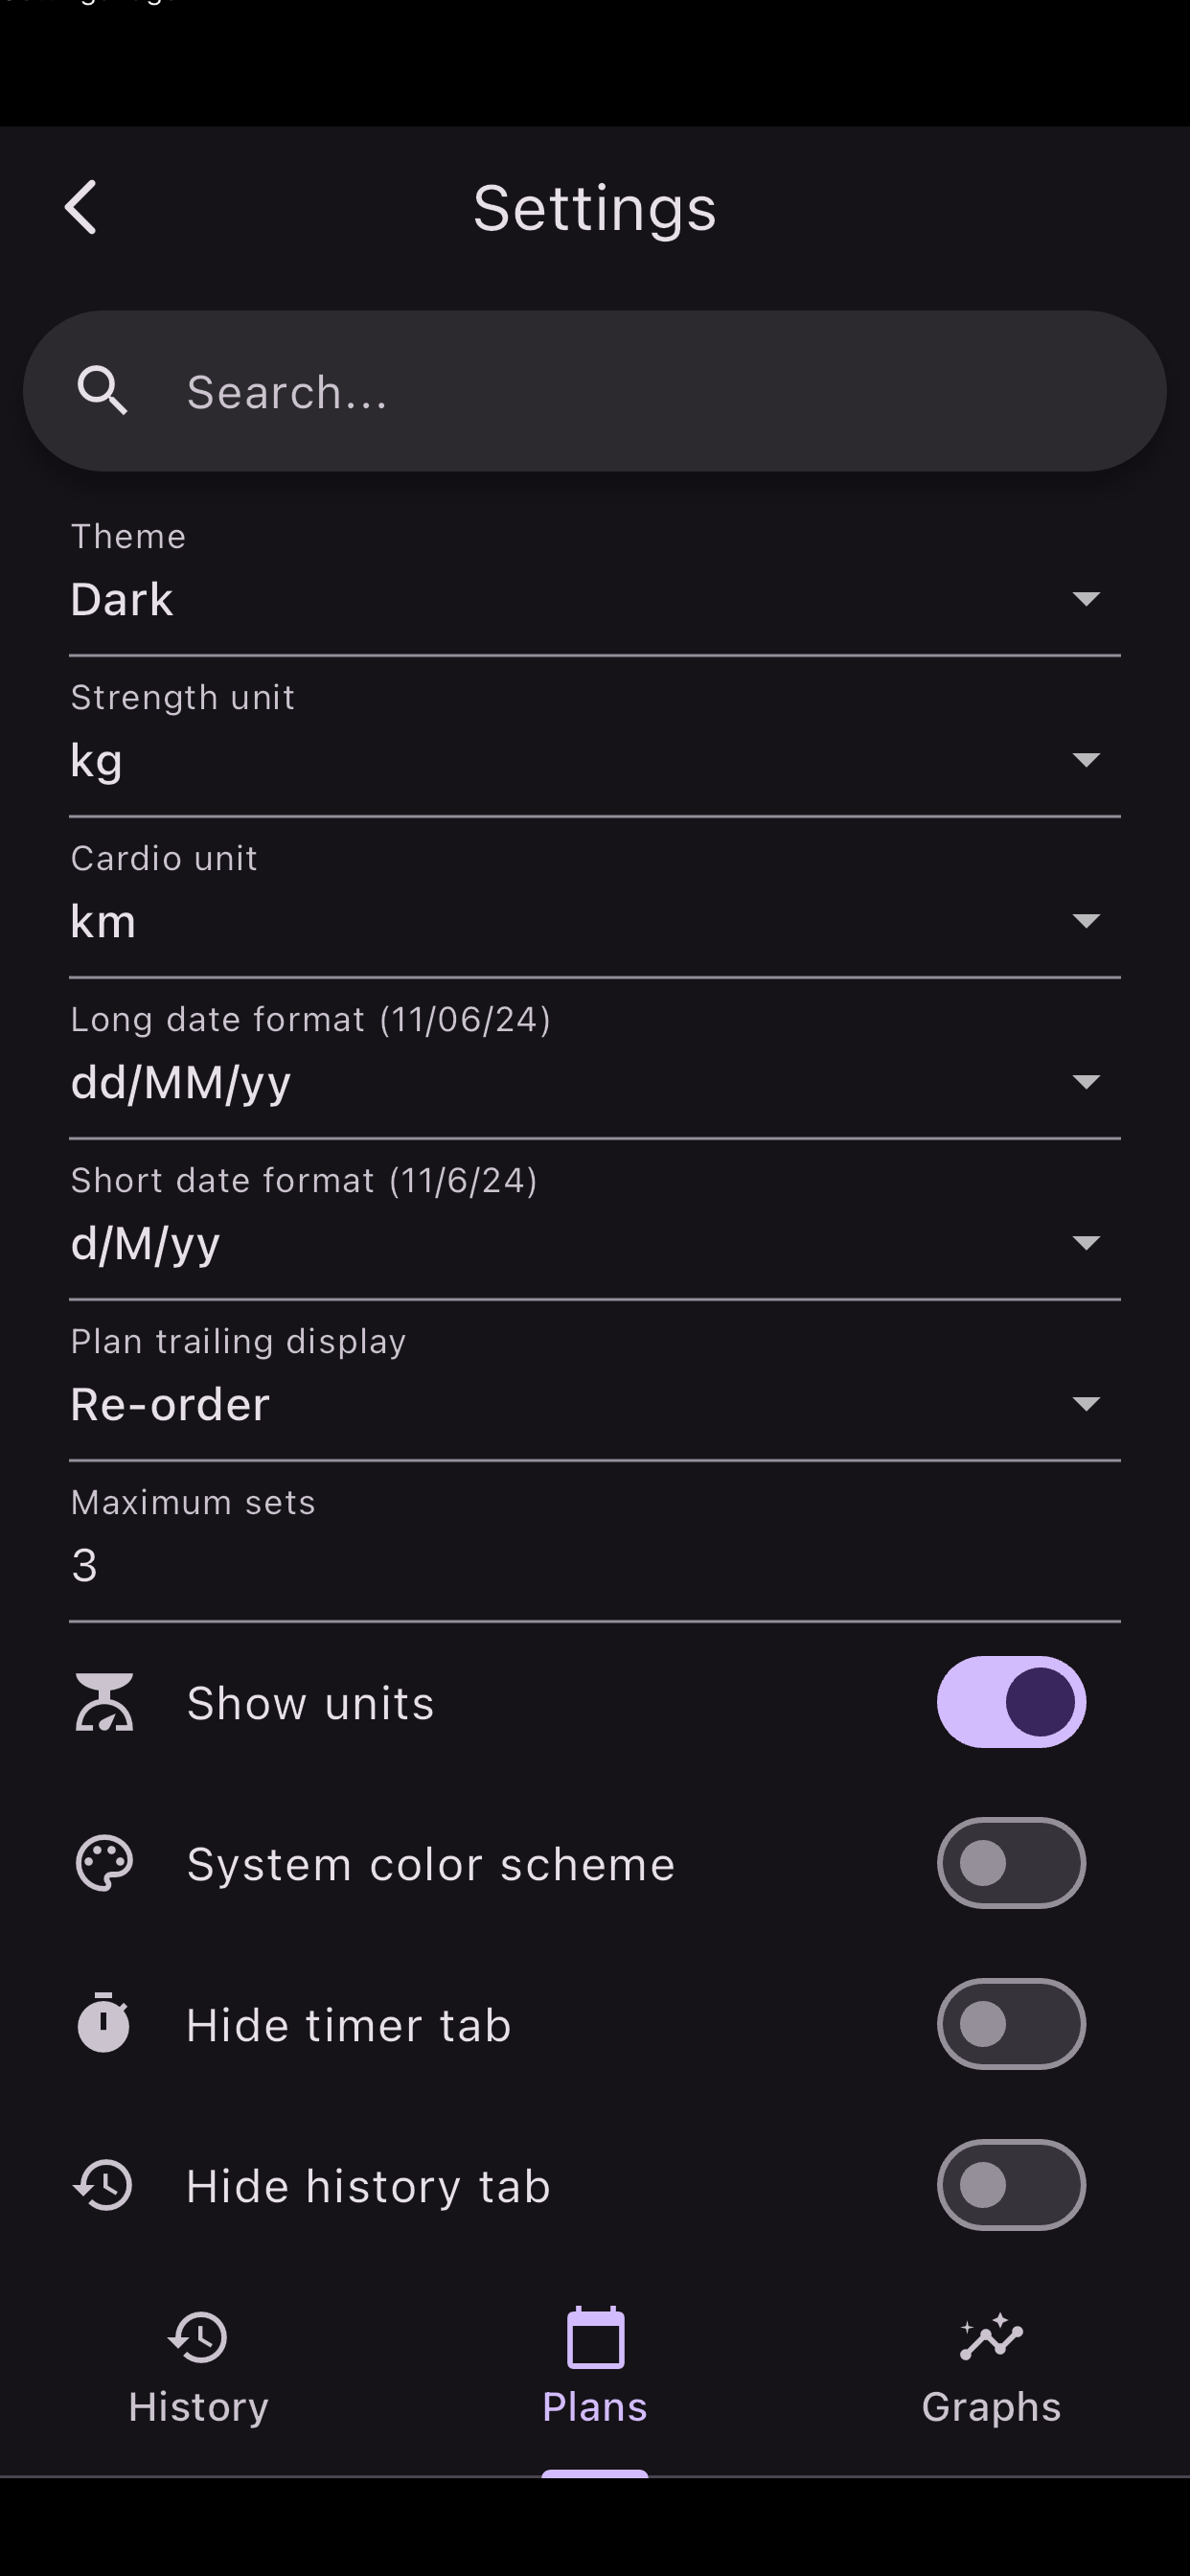 Settings
Search...
Theme
Dark
Strength unit
kg
Cardio unit
km
Long date format (11/06/24)
dd/MM/yy
Short date format (11/6/24)
d/M/yy
Plan trailing display
Re-order
Maximum sets
3
Show units
System color scheme
Hide timer tab
Hide history tab
History
Plans
Graphs